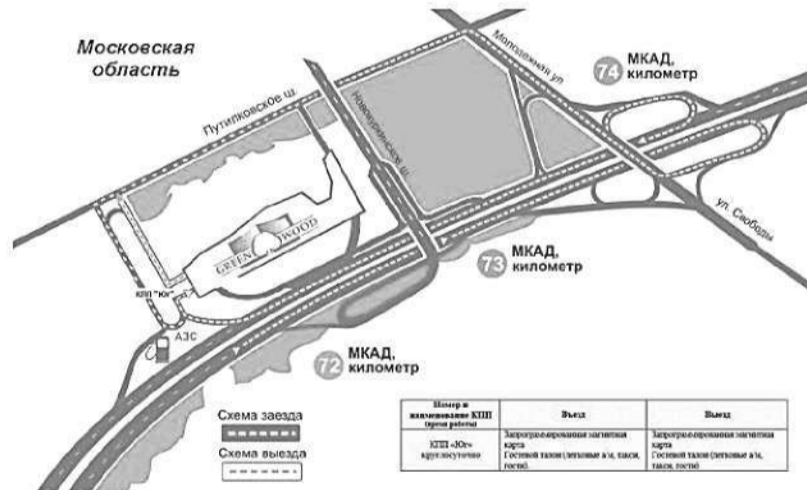 Московская
область
Путилковское ш.
Новокуркинское ш.
Молодежная ул
74
МКАД,
километр
ул. Свободы
GREEN WOOD
КПП "Юг"
АЗС
73
МКАД,
километр
72
МКАД,
километр
Схема заезда
Схема выезда
Номер и
наименование КПП
(время работы)
Въезд
Выезд
КПП «Юг»
круглосуточно
Запрограммированная магнитная
карта
Гостевой талон (легковые а/м, такси,
гости).
Запрограммированная магнитная
карта
Гостевой талон (легковые а/м,
такси, гости)